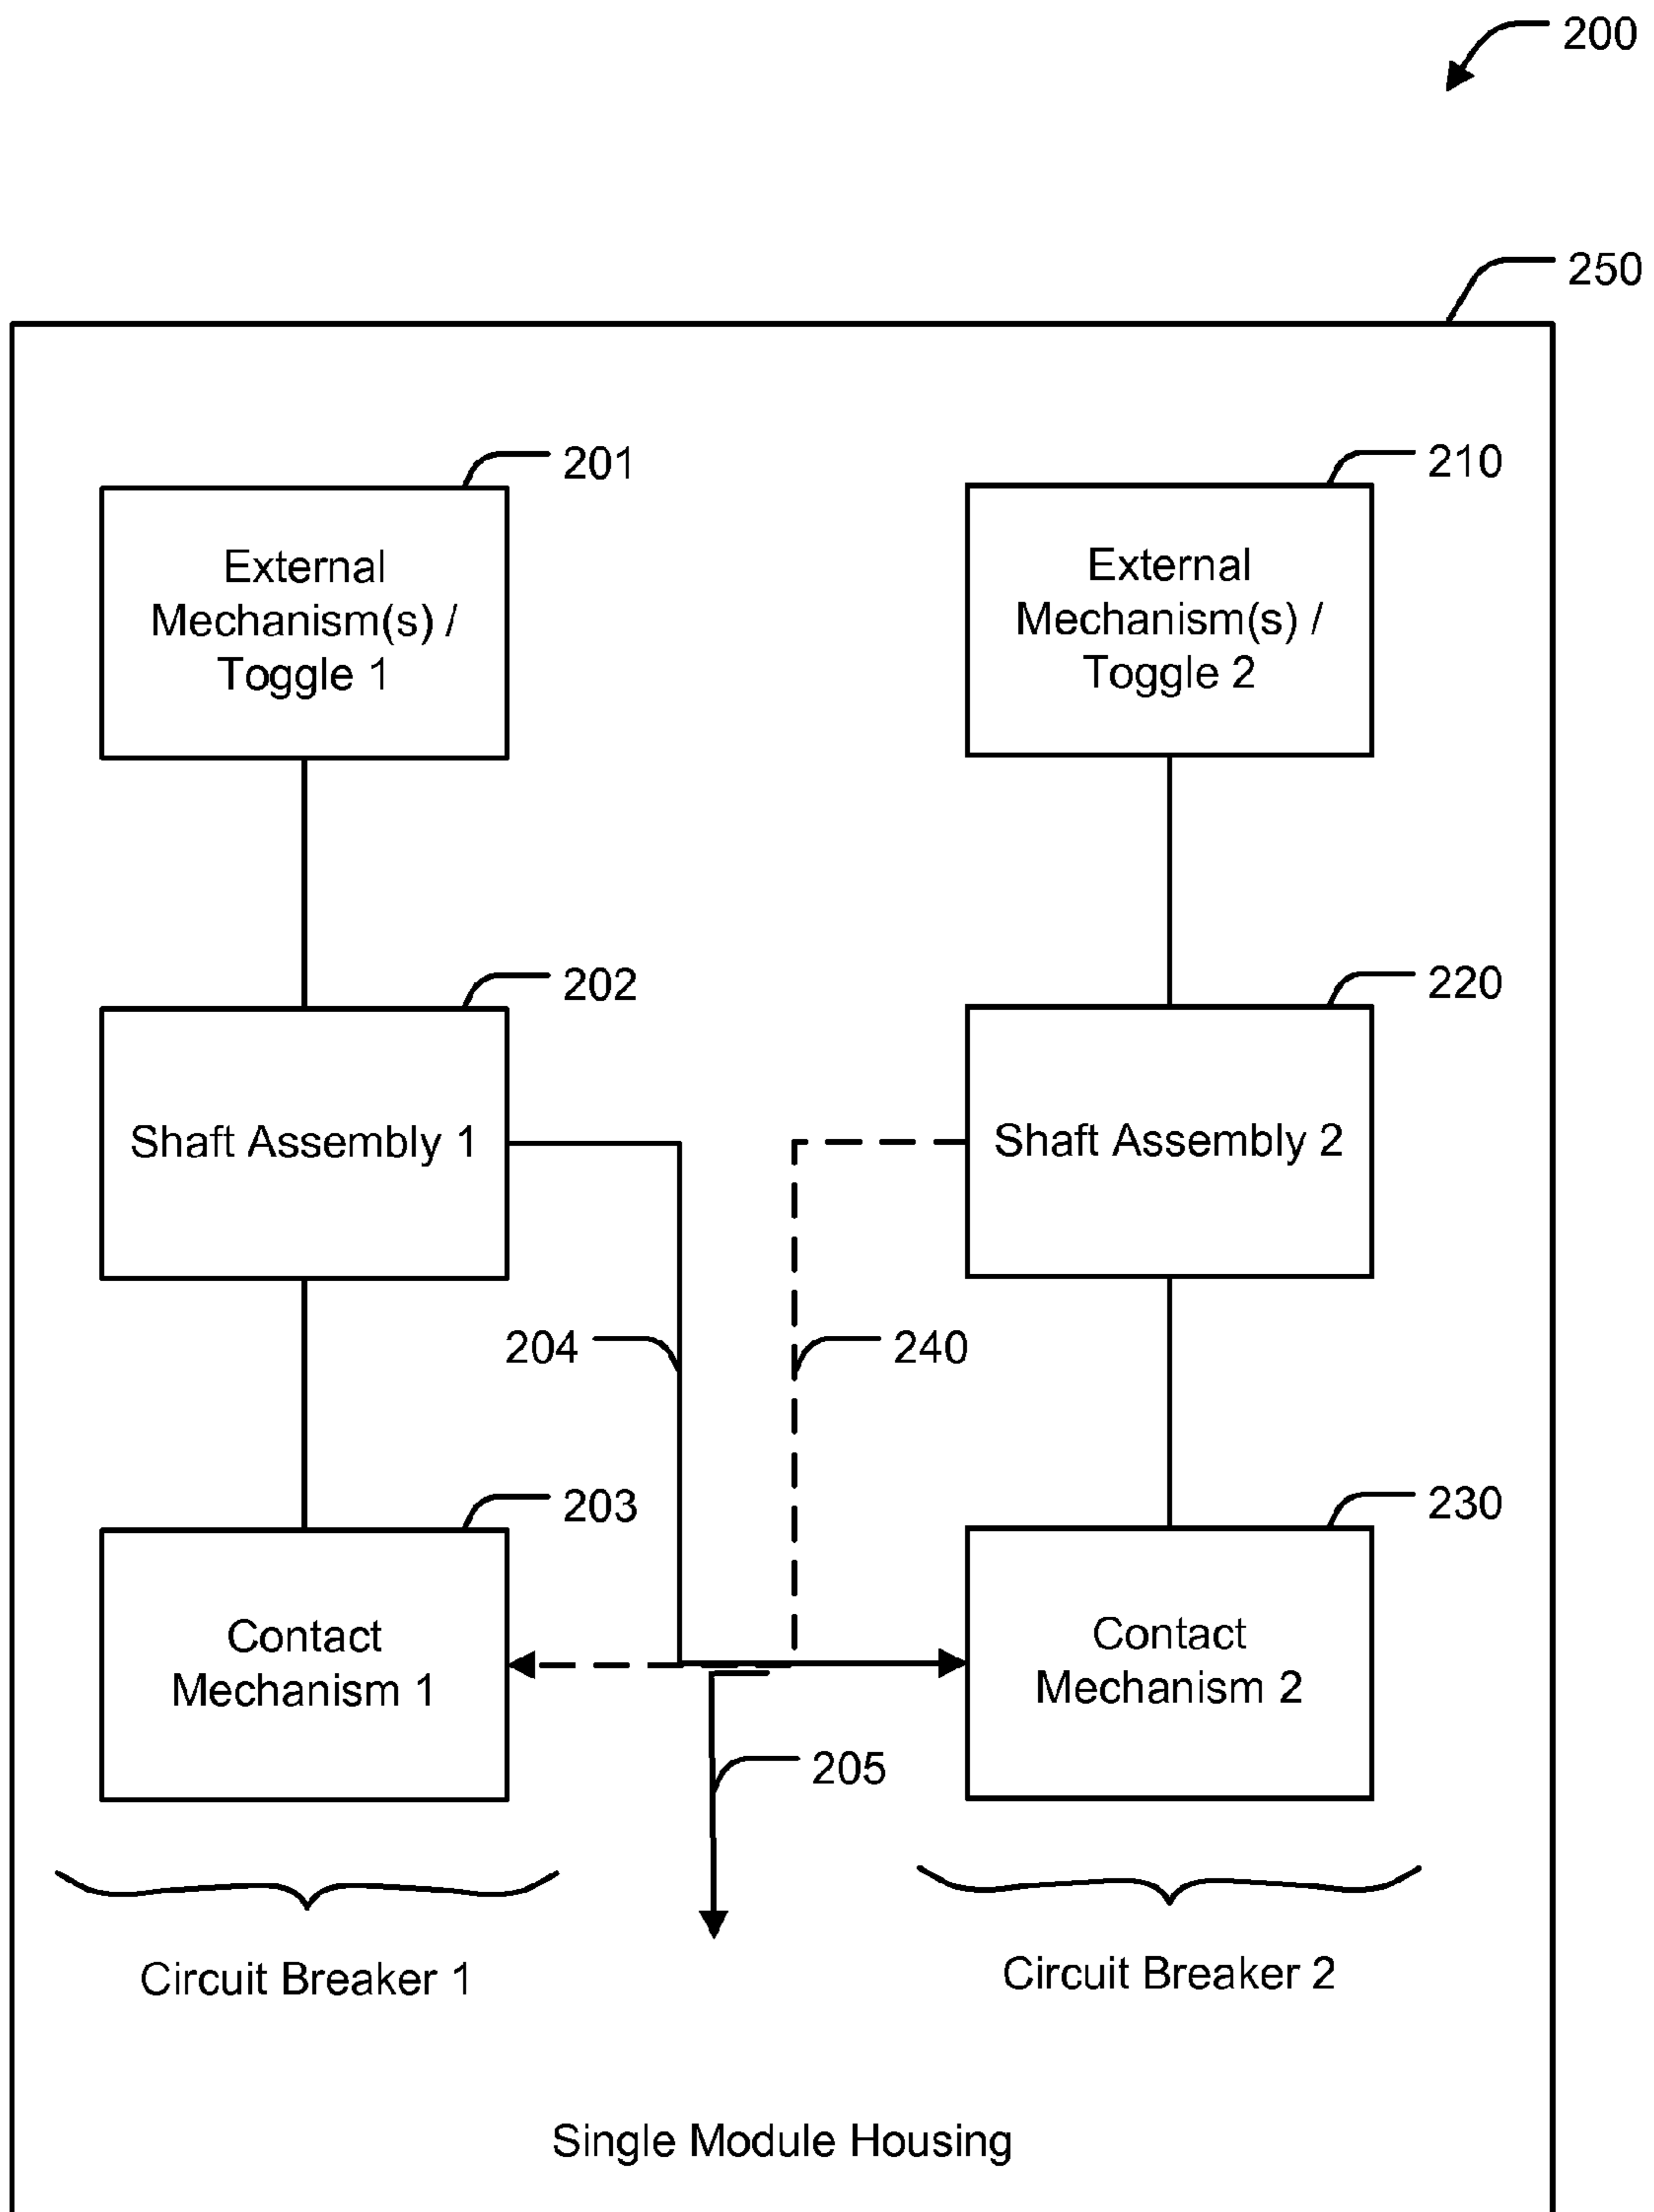 200
250
201
210
External
Mechanism(s) /
Toggle 1
External
Mechanism(s) /
Toggle 2
202
220
Shaft Assembly 1
Shaft Assembly 2
204
240
203
230
Contact
Mechanism 1
Contact
Mechanism 2
205
Circuit Breaker 1
Circuit Breaker 2
Single Module Housing